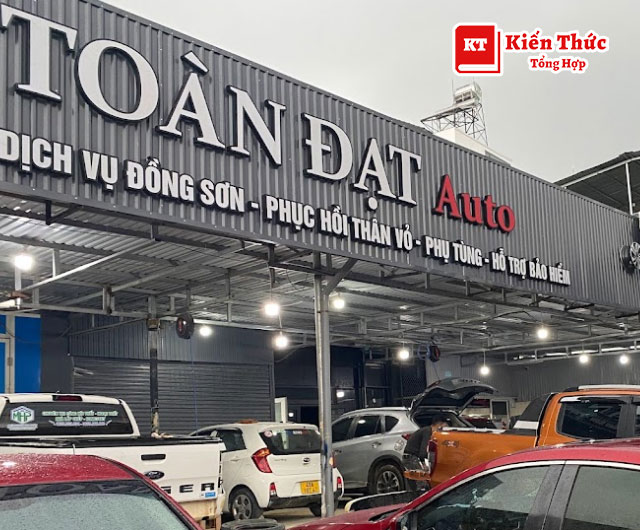 KT Kiến Thức
Tổng Hợp
TOÀN ĐẠT Auto
DỊCH VỤ ĐỒNG SƠN - PHỤC HỒI THÂN VỎ - PHỤ TÙNG - HỖ TRỢ BẢO HIỂM